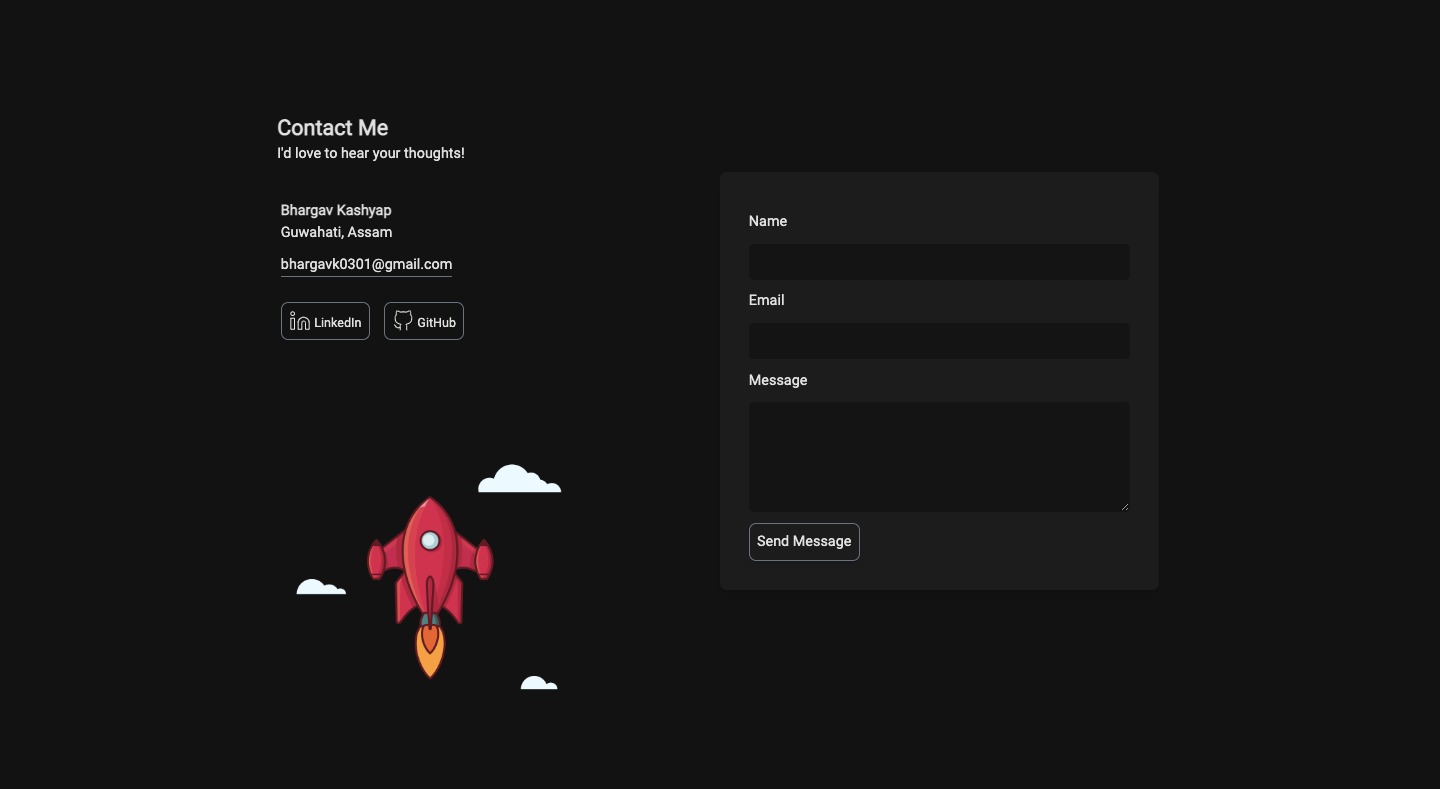 Contact Me
I'd love to hear your thoughts!
Bhargav Kashyap
Guwahati, Assam
bhargavk0301@gmail.com
LinkedIn
GitHub
Name
Email
Message
Send Message